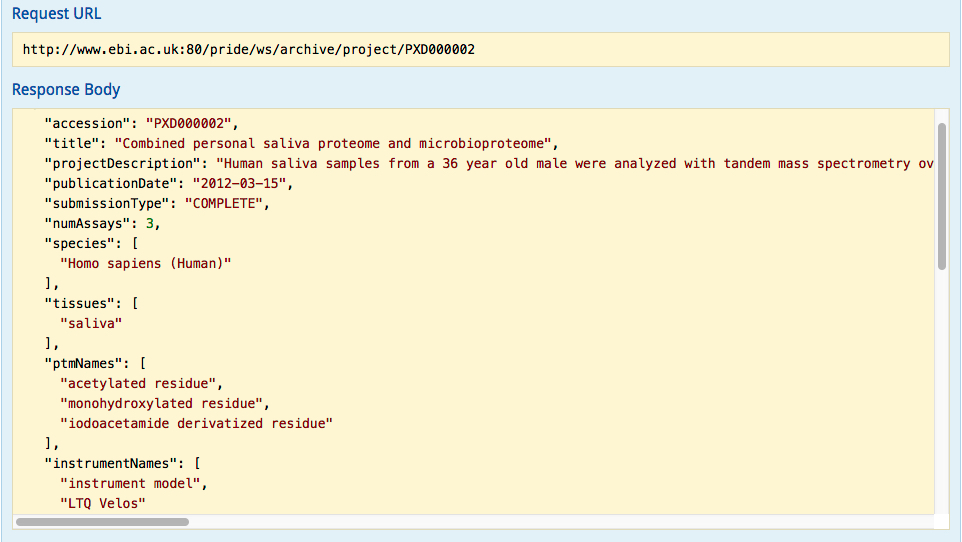 Request URL
http://www.ebi.ac.uk:80/pride/ws/archive/project/PXD000002
Response Body
"accession": "PXD000002",
"title": "Combined personal saliva proteome and microbioproteome",
"projectDescription": "Human saliva samples from a 36 year old male were analyzed with tandem mass spectrometry ov
"publicationDate": "2012-03-15",
"submissionType": "COMPLETE",
"numAssays": 3,
"species": [
"Homo sapiens (Human)"
],
"tissues": [
"saliva"
],
"ptmNames": [
"acetylated residue",
"monohydroxylated residue",
"iodoacetamide derivatized residue"
],
"instrumentNames": [
"instrument model",
"LTQ Velos"